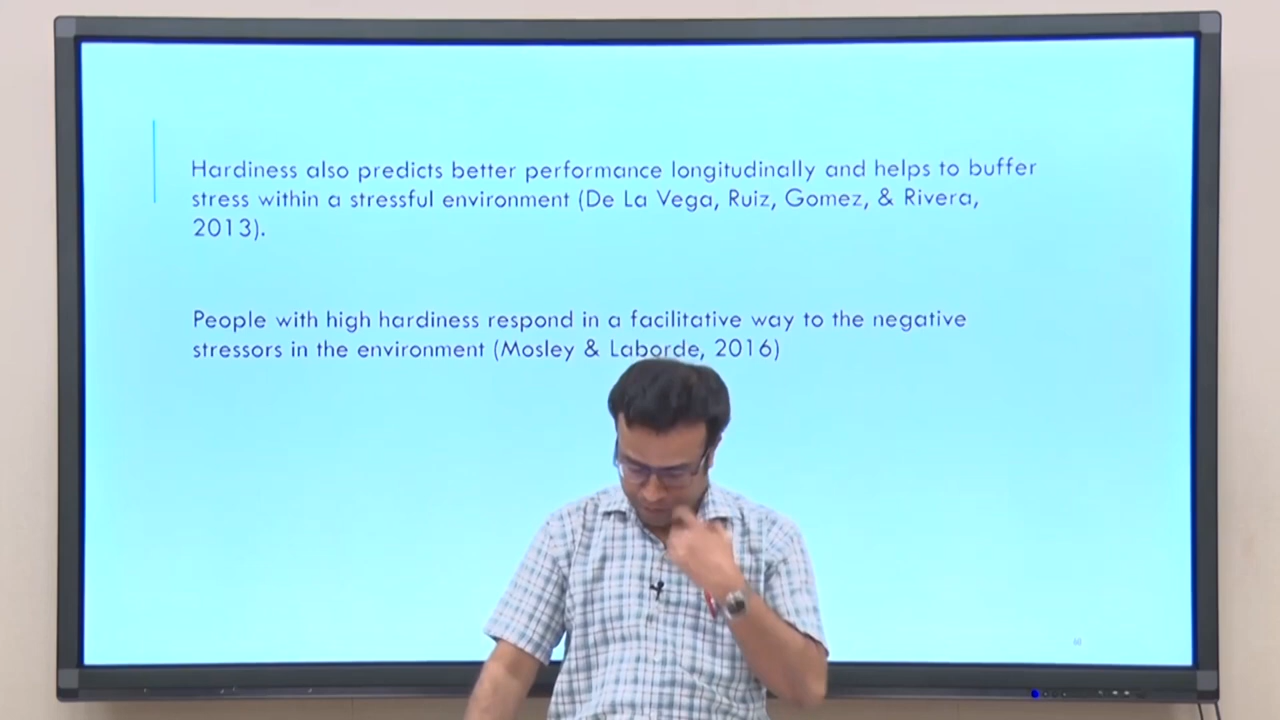 Hardiness also predicts better performance longitudinally and helps to buffer
stress within a stressful environment (De La Vega, Ruiz, Gomez, & Rivera,
2013).
People with high hardiness respond in a facilitative way to the negative
stressors in the environment (Mosley & Laborde, 2016)